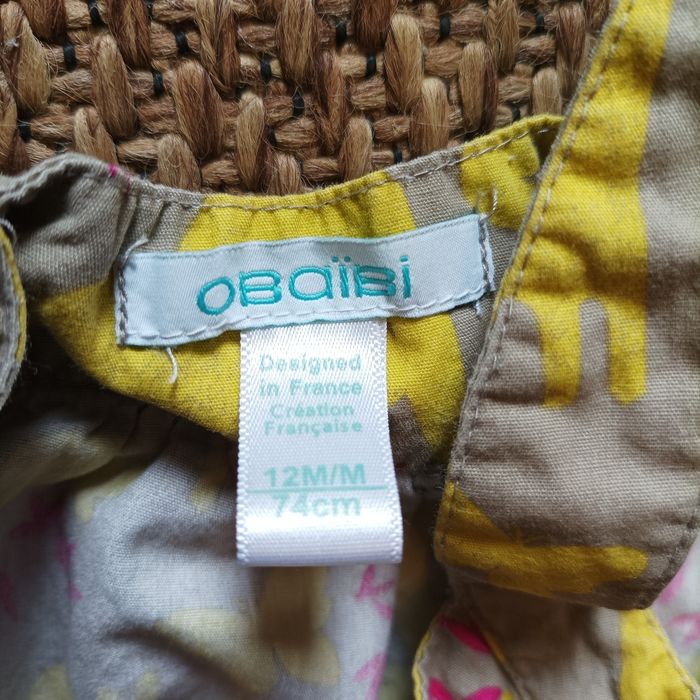 OBaïBi
Designed
in France
Création
Française
12M/M
74cm